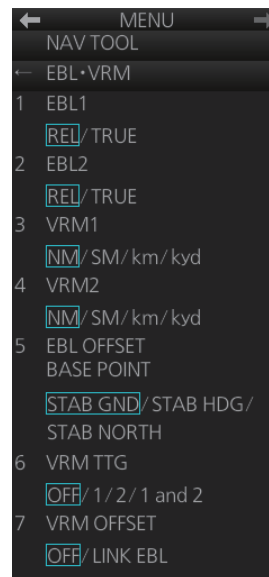 ← MENU →
NAV TOOL
← EBL•VRM
1 EBL1
REL/TRUE
2 EBL2
REL/TRUE
3 VRM1
NM/SM/km/kyd
4 VRM2
NM/SM/km/kyd
5 EBL OFFSET
BASE POINT
STAB GND/STAB HDG/
STAB NORTH
6 VRM TTG
OFF/1/2/1 and 2
7 VRM OFFSET
OFF/LINK EBL